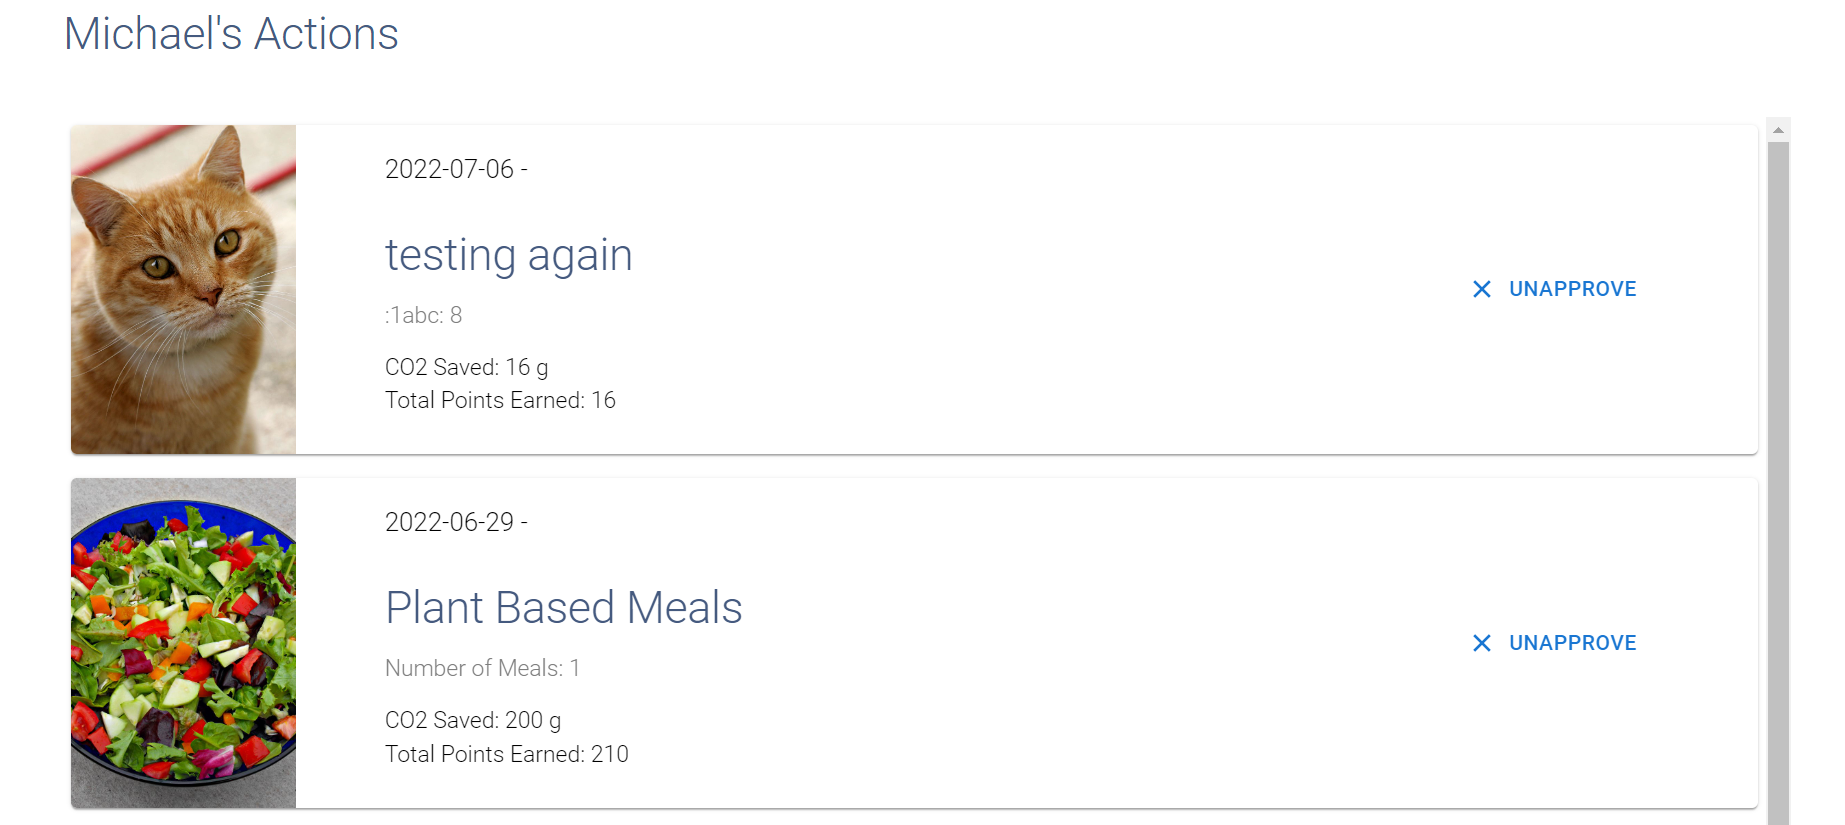 Michael's Actions
2022-07-06 -
testing again
:1abc: 8
CO2 Saved: 16 g
Total Points Earned: 16
UNAPPROVE
2022-06-29 -
Plant Based Meals
Number of Meals: 1
CO2 Saved: 200 g
Total Points Earned: 210
UNAPPROVE